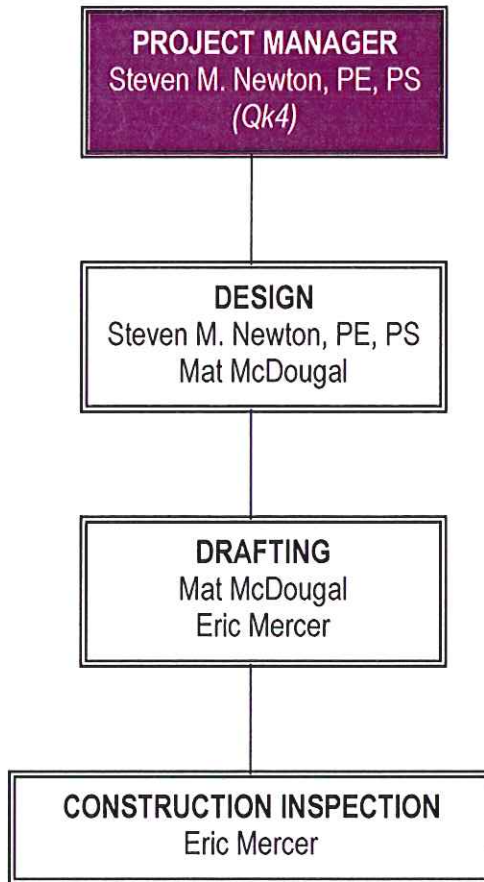 PROJECT MANAGER
Steven M. Newton, PE, PS
(Qk4)
DESIGN
Steven M. Newton, PE, PS
Mat McDougal
DRAFTING
Mat McDougal
Eric Mercer
CONSTRUCTION INSPECTION
Eric Mercer